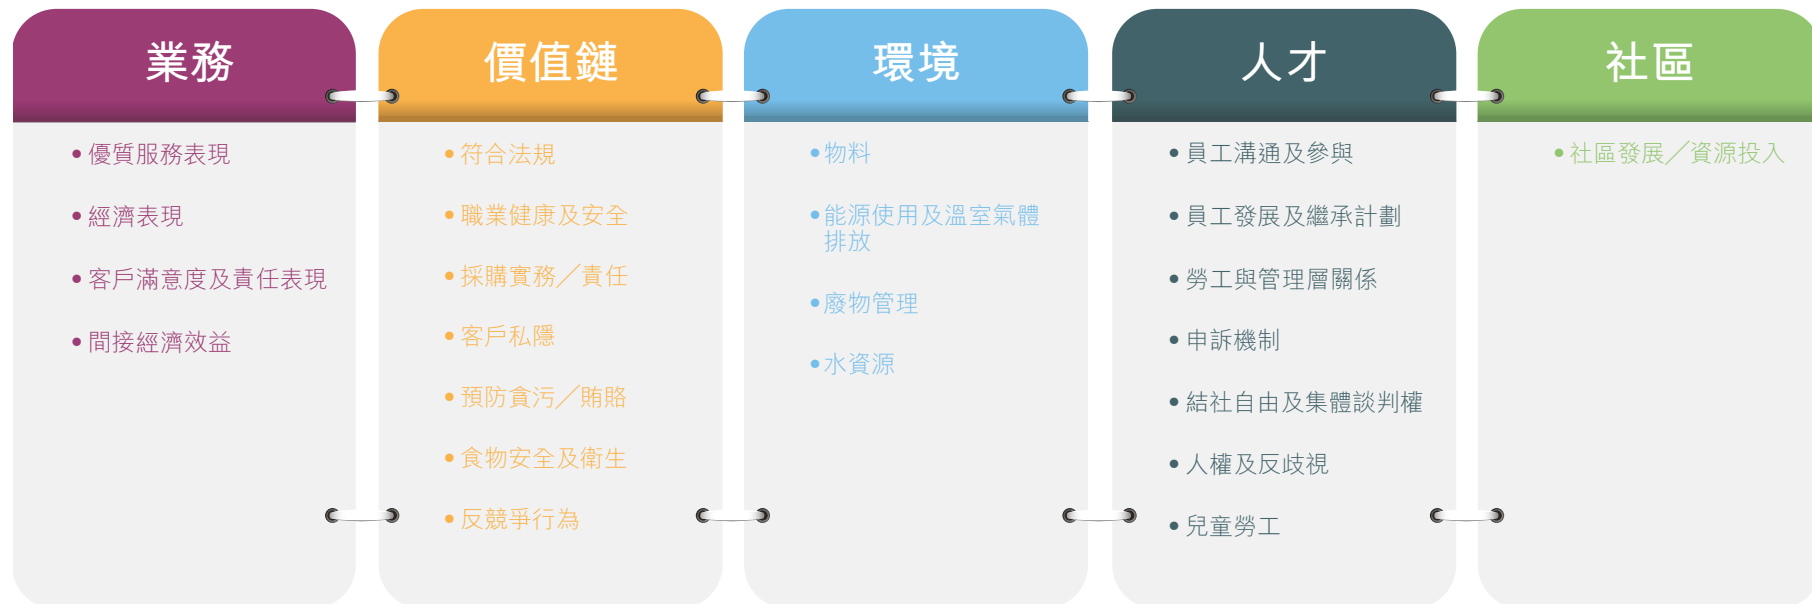 業務
• 優質服務表現
• 經濟表現
• 客戶滿意度及責任表現
• 間接經濟效益
價值鏈
• 符合法規
• 職業健康及安全
• 採購實務／責任
• 客戶私隱
• 預防貪污／賄賂
• 食物安全及衛生
• 反競爭行為
環境
• 物料
• 能源使用及溫室氣體
排放
• 廢物管理
• 水資源
人才
• 員工溝通及參與
• 員工發展及繼承計劃
• 勞工與管理層關係
• 申訴機制
• 結社自由及集體談判權
• 人權及反歧視
• 兒童勞工
社區
• 社區發展／資源投入